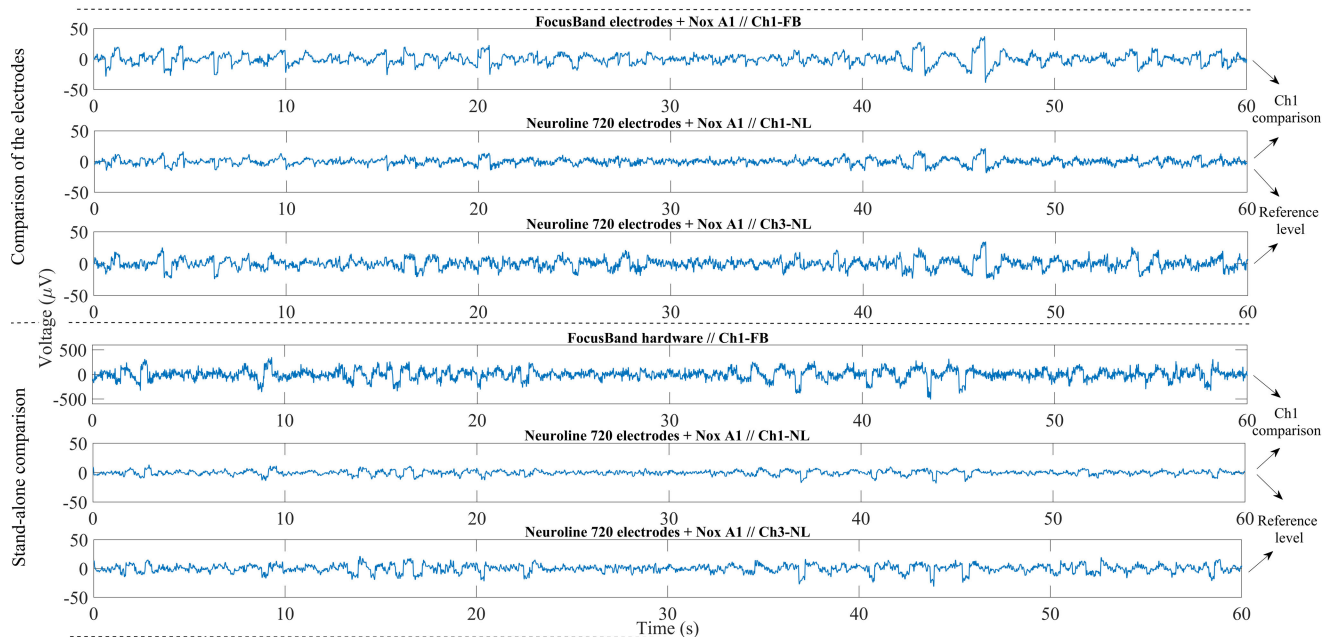 FocusBand electrodes + Nox A1 // Ch1-FB
50
0
-50
0 10 20 30 40 50 60
Neuroline 720 electrodes + Nox A1 // Ch1-NL
50
0
-50
0 10 20 30 40 50 60
Neuroline 720 electrodes + Nox A1 // Ch3-NL
50
0
-50
0 10 20 30 40 50 60
Comparison of the electrodes
Ch1
comparison
Reference
level
Voltage (μV)
FocusBand hardware // Ch1-FB
500
0
-500
0 10 20 30 40 50 60
Neuroline 720 electrodes + Nox A1 // Ch1-NL
50
0
-50
0 10 20 30 40 50 60
Neuroline 720 electrodes + Nox A1 // Ch3-NL
50
0
-50
0 10 20 30 40 50 60
Stand-alone comparison
Ch1
comparison
Reference
level
Time (s)